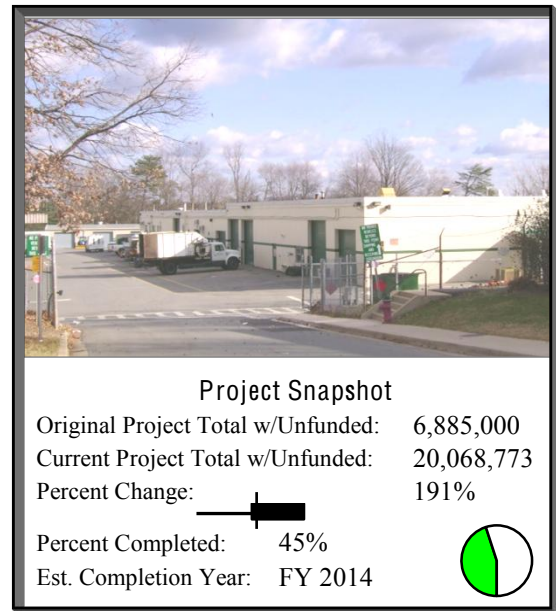 Project Snapshot
Original Project Total w/Unfunded: 6,885,000
Current Project Total w/Unfunded: 20,068,773
Percent Change: 191%
Percent Completed: 45%
Est. Completion Year: FY 2014